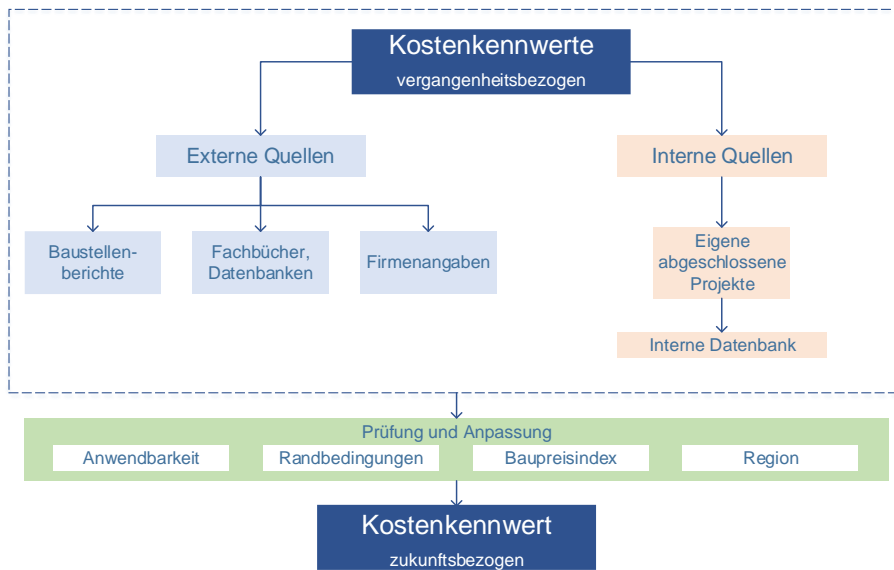 Kostenkennwerte
vergangenheitsbezogen
Externe Quellen
Interne Quellen
Baustellen-
berichte
Fachbücher,
Datenbanken
Firmenangaben
Eigene
abgeschlossene
Projekte
Interne Datenbank
Prüfung und Anpassung
Anwendbarkeit
Randbedingungen
Baupreisindex
Region
Kostenkennwert
zukunftsbezogen